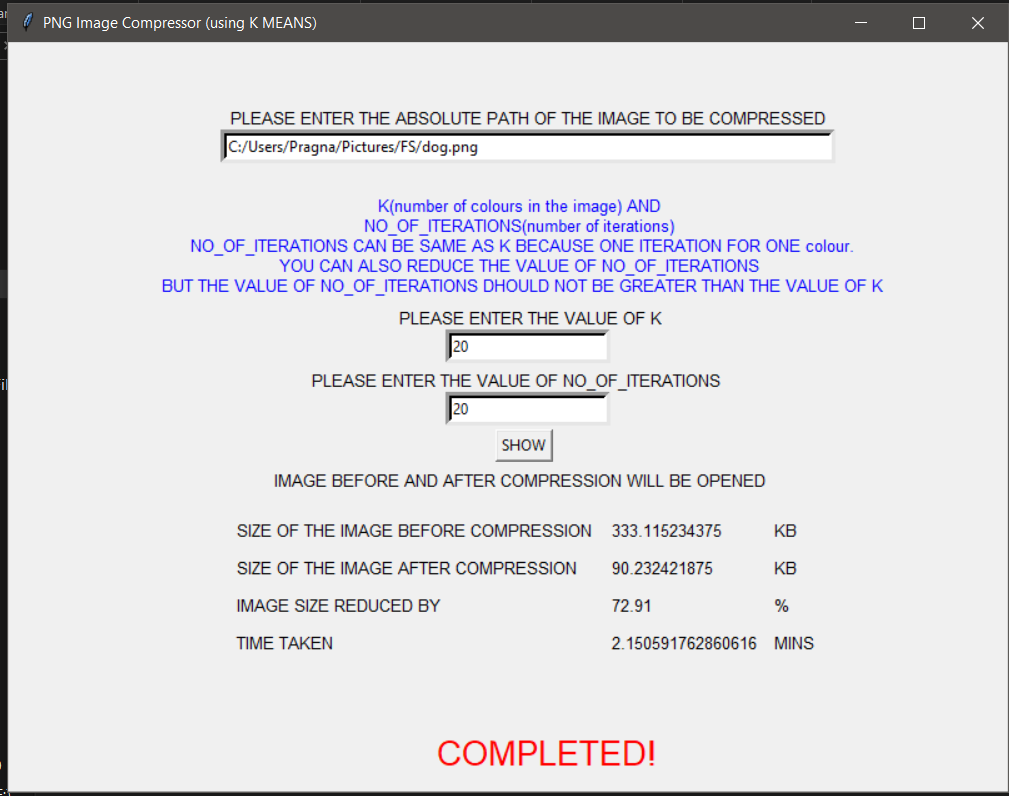 PNG Image Compressor (using K MEANS)
PLEASE ENTER THE ABSOLUTE PATH OF THE IMAGE TO BE COMPRESSED
C:/Users/Pragna/Pictures/FS/dog.png
K(number of colours in the image) AND
NO_OF_ITERATIONS(number of iterations)
NO_OF_ITERATIONS CAN BE SAME AS K BECAUSE ONE ITERATION FOR ONE colour.
YOU CAN ALSO REDUCE THE VALUE OF NO_OF_ITERATIONS
BUT THE VALUE OF NO_OF_ITERATIONS DHOULD NOT BE GREATER THAN THE VALUE OF K
PLEASE ENTER THE VALUE OF K
20
PLEASE ENTER THE VALUE OF NO_OF_ITERATIONS
20
SHOW
IMAGE BEFORE AND AFTER COMPRESSION WILL BE OPENED
SIZE OF THE IMAGE BEFORE COMPRESSION 333.115234375 KB
SIZE OF THE IMAGE AFTER COMPRESSION 90.232421875 KB
IMAGE SIZE REDUCED BY 72.91 %
TIME TAKEN 2.150591762860616 MINS
COMPLETED!